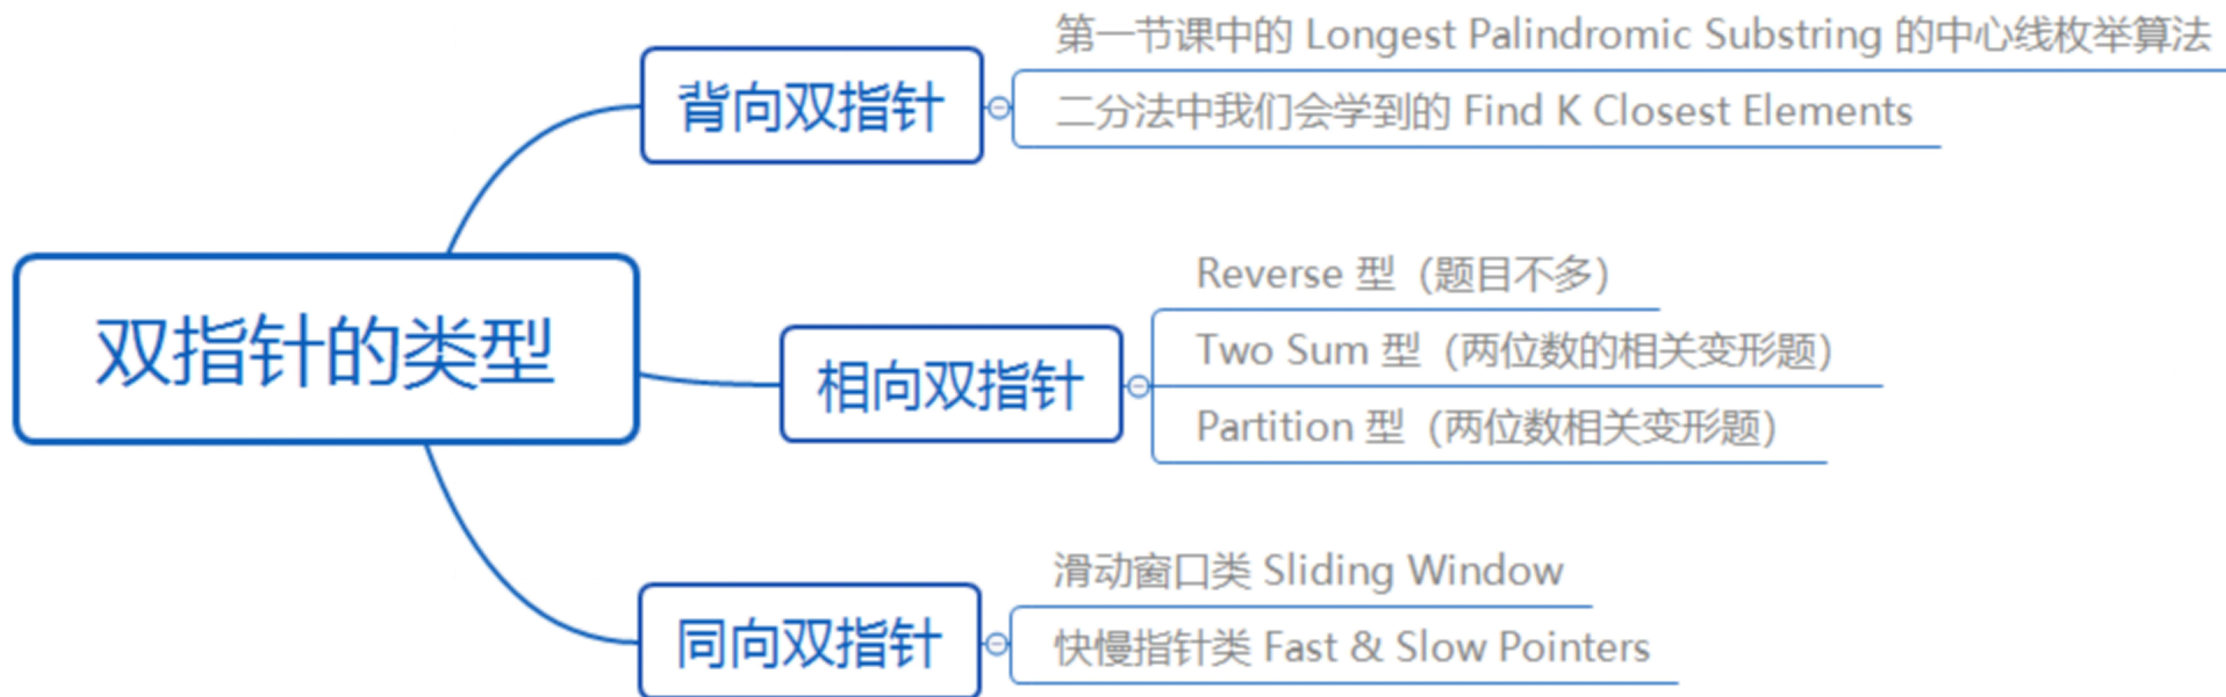 第一节课中的 Longest Palindromic Substring 的中心线枚举算法
背向双指针
二分法中我们会学到的 Find K Closest Elements
双指针的类型
Reverse 型（题目不多）
Two Sum 型（两位数的相关变形题）
相向双指针
Partition 型（两位数相关变形题）
滑动窗口类 Sliding Window
同向双指针
快慢指针类 Fast & Slow Pointers